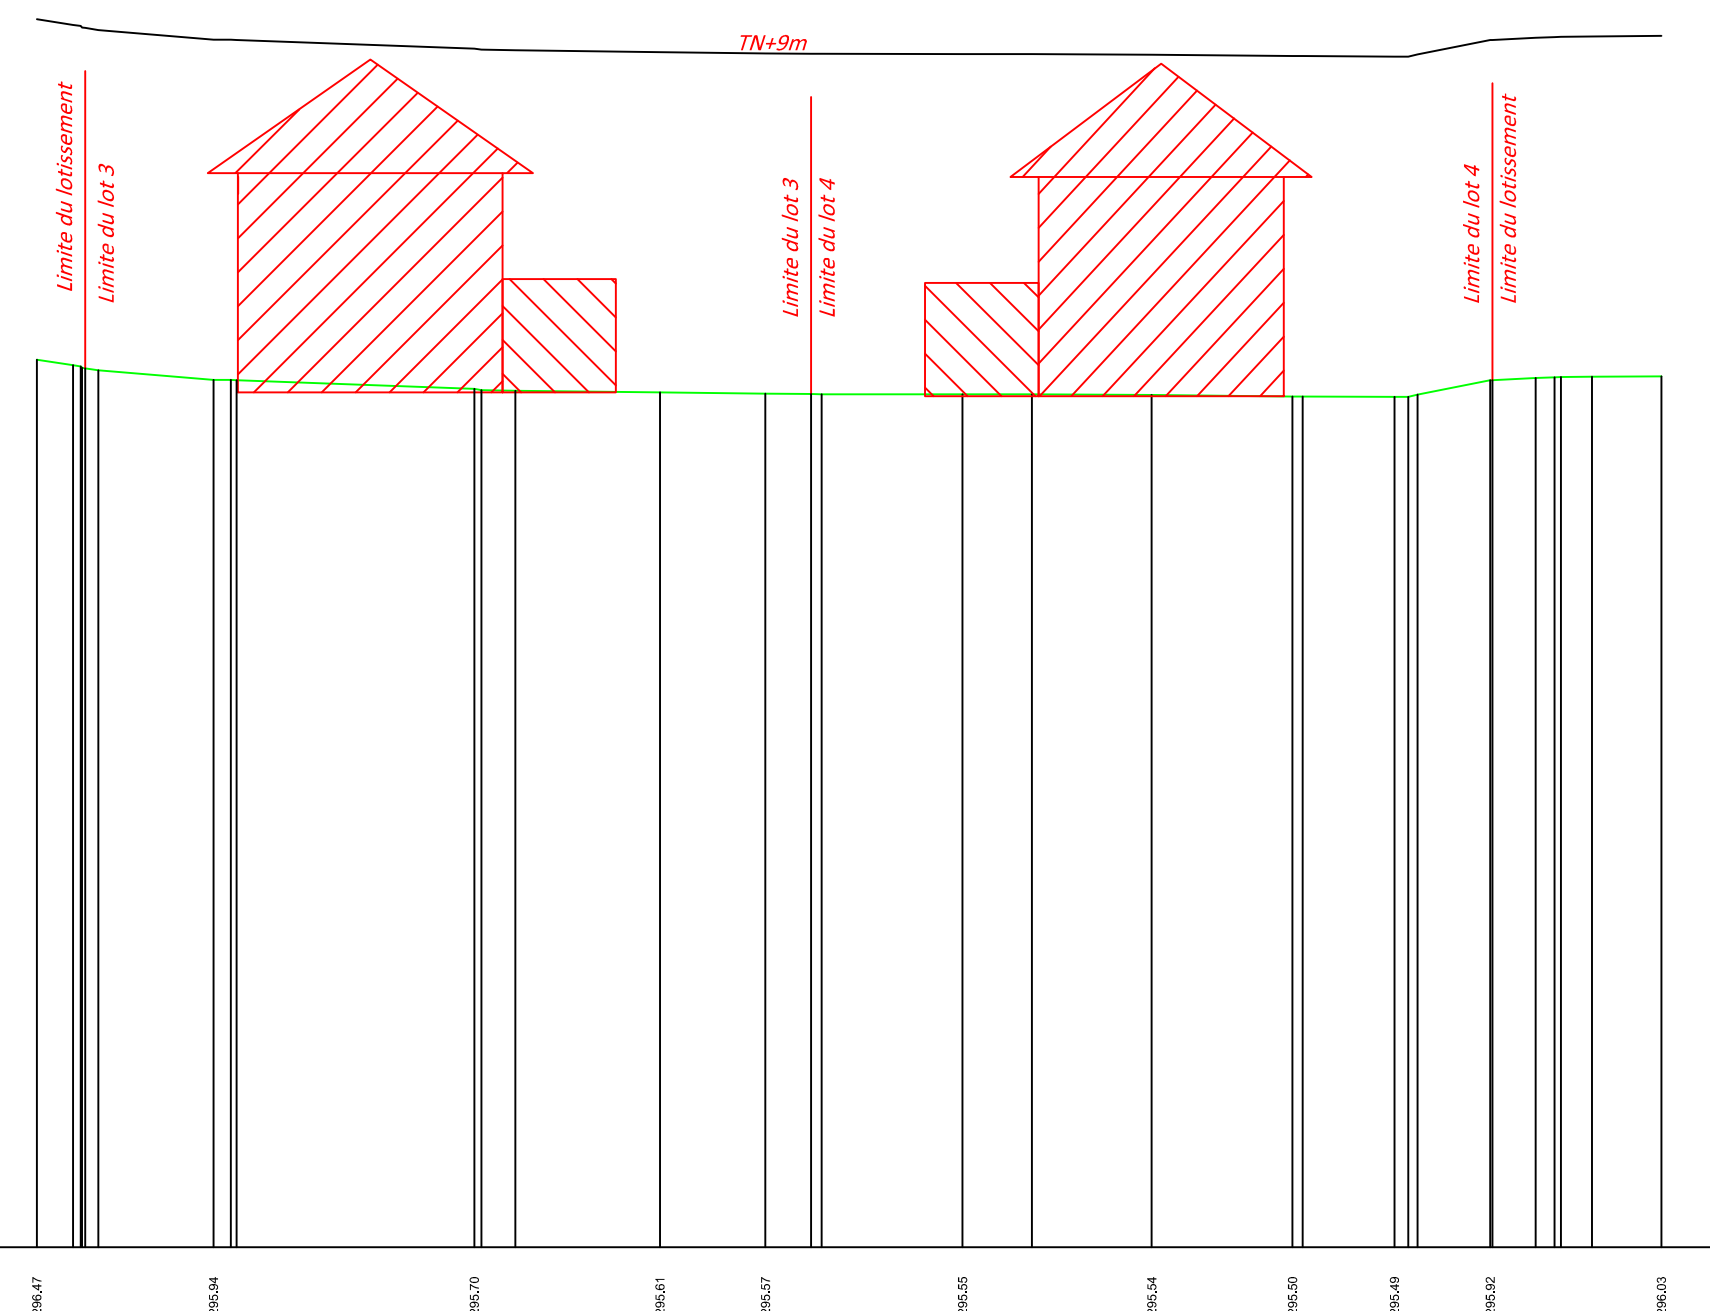 TN+9m
Limite du lotissement
Limite du lot 3
Limite du lot 3
Limite du lot 4
Limite du lot 4
Limite du lotissement
296.47
295.94
295.70
295.61
295.57
295.55
295.54
295.50
295.49
295.92
296.03